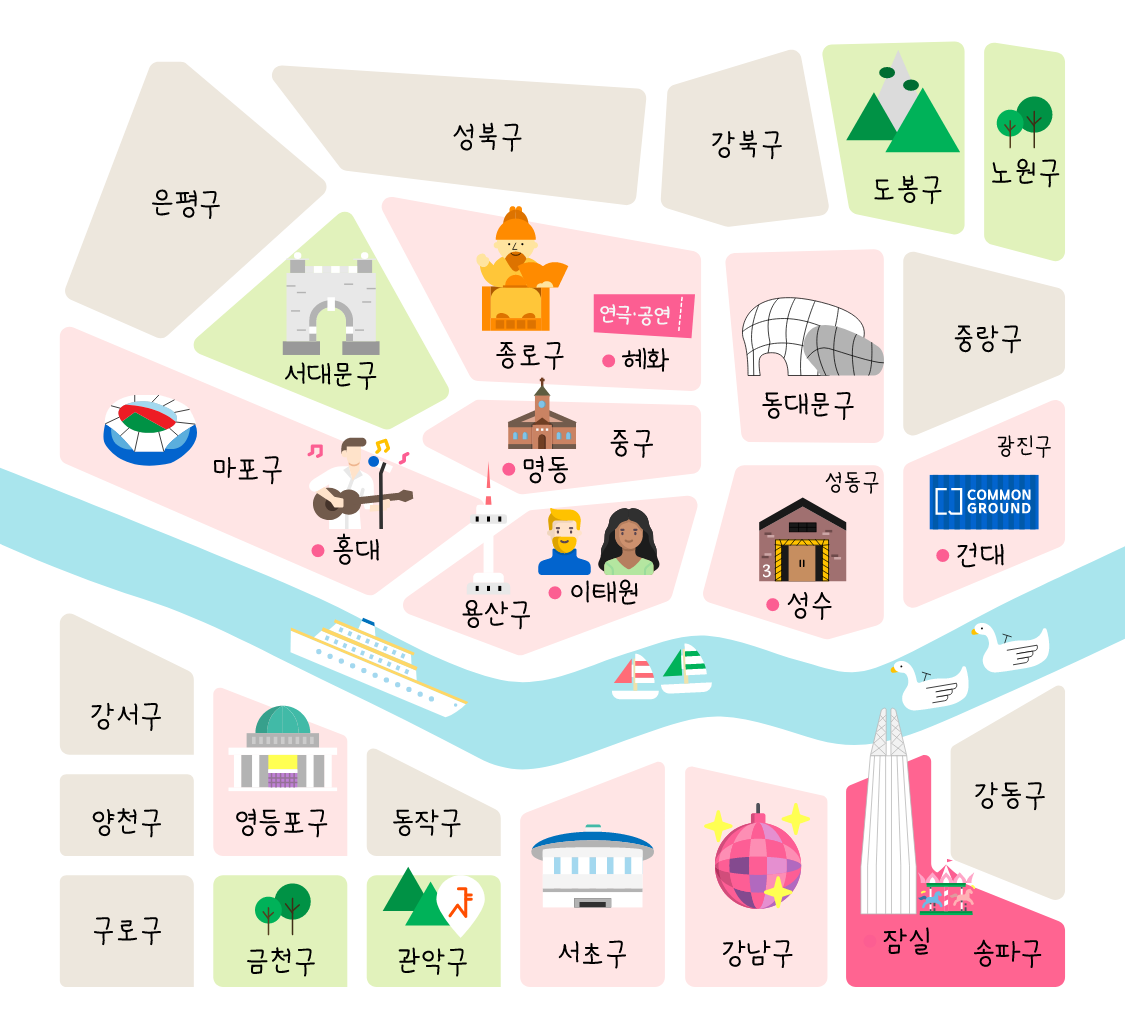 성북구
강북구
도봉구
노원구
은평구
종로구
연극·공연
혜화
서대문구
동대문구
중랑구
마포구
홍대
중구
명동
용산구
이태원
성동구
3
성수
광진구
COMMON
GROUND
건대
강서구
양천구
구로구
영등포구
금천구
동작구
관악구
서초구
강남구
잠실
송파구
강동구